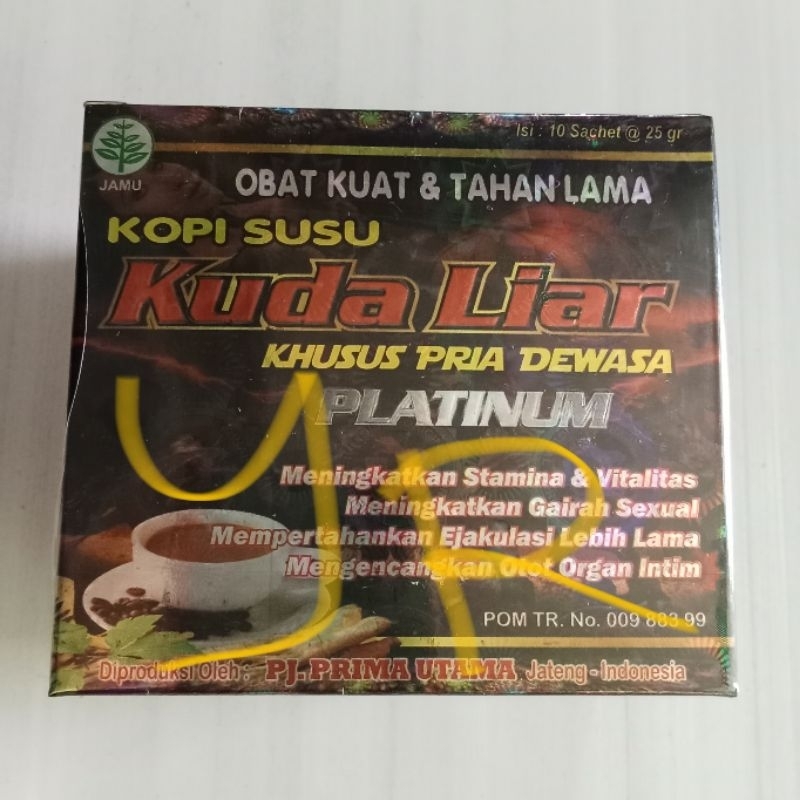 Isi : 10 Sachet @ 25 gr
JAMU
OBAT KUAT & TAHAN LAMA
KOPI SUSU
Kuda Liar
KHUSUS PRIA DEWASA
PLATINUM
Meningkatkan Stamina & Vitalitas
Meningkatkan Gairah Sexual
Mempertahankan Ejakulasi Lebih Lama
Mengencangkan Otot Organ Intim
YR
POM TR. No. 009 883 99
Diproduksi Oleh : PJ. PRIMA UTAMA Jateng - Indonesia